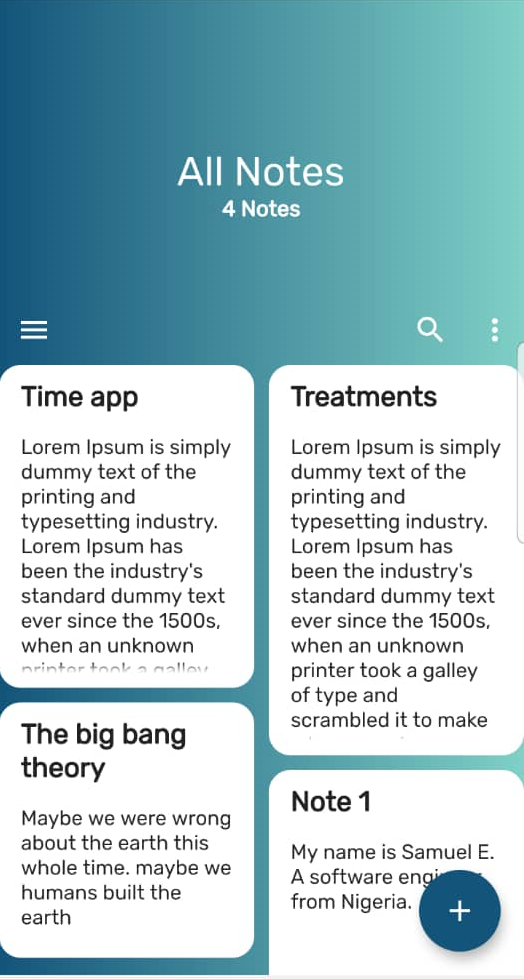 All Notes
4 Notes
Time app
Lorem Ipsum is simply
dummy text of the
printing and
typesetting industry.
Lorem Ipsum has
been the industry's
standard dummy text
ever since the 1500s,
when an unknown
printer took a galley
The big bang
theory
Maybe we were wrong
about the earth this
whole time. maybe we
humans built the
earth
Treatments
Lorem Ipsum is simply
dummy text of the
printing and
typesetting industry.
Lorem Ipsum has
been the industry's
standard dummy text
ever since the 1500s,
when an unknown
printer took a galley
of type and
scrambled it to make
Note 1
My name is Samuel E.
A software
from Nigeria.